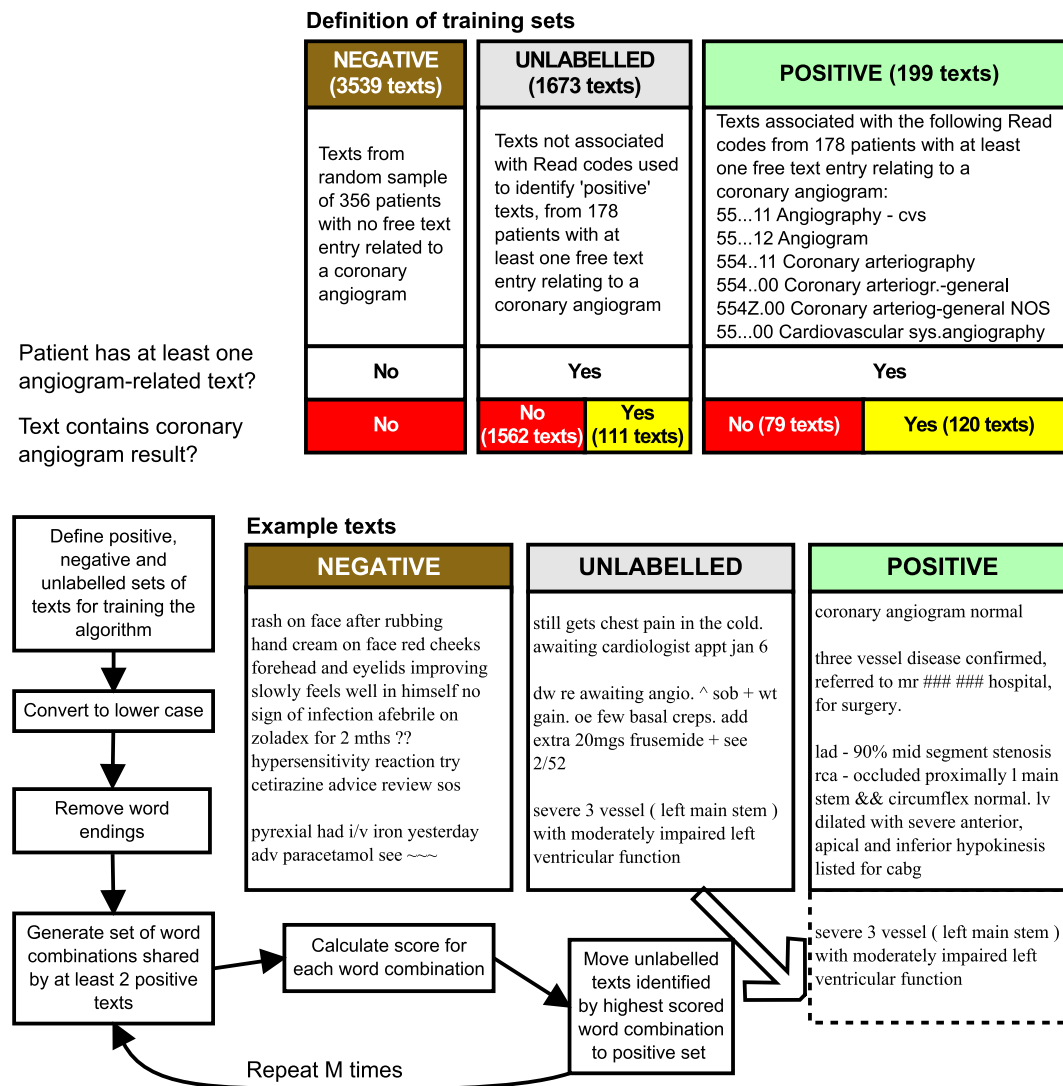 Definition of training sets
NEGATIVE
(3539 texts)
UNLABELLED
(1673 texts)
POSITIVE (199 texts)
Texts from
random sample
of 356 patients
with no free text
entry related to
a coronary
angiogram
Texts not associated
with Read codes used
to identify 'positive'
texts, from 178
patients with at
least one free text
entry relating to a
coronary angiogram
Texts associated with the following Read
codes from 178 patients with at least
one free text entry relating to a
coronary angiogram:
55...11 Angiography - cvs
55...12 Angiogram
554..11 Coronary arteriography
554..00 Coronary arteriogr.-general
554Z.00 Coronary arteriog-general NOS
55...00 Cardiovascular sys.angiography
Patient has at least one
angiogram-related text?
No
Yes
Yes
Text contains coronary
angiogram result?
No
No
(1562 texts)
Yes
(111 texts)
No (79 texts)
Yes (120 texts)
Define positive,
negative and
unlabelled sets of
texts for training the
algorithm
Convert to lower case
Remove word
endings
Generate set of word
combinations shared
by at least 2 positive
texts
Calculate score for
each word combination
Move unlabelled
texts identified
by highest scored
word combination
to positive set
Repeat M times
Example texts
NEGATIVE
rash on face after rubbing
hand cream on face red cheeks
forehead and eyelids improving
slowly feels well in himself no
sign of infection afebrile on
zoladex for 2 mths ??
hypersensitivity reaction try
cetirazine advice review sos
pyrexial had i/v iron yesterday
adv paracetamol see ~~~
UNLABELLED
still gets chest pain in the cold.
awaiting cardiologist appt jan 6
dw re awaiting angio. ^ sob + wt
gain. oe few basal creps. add
extra 20mgs frusemide + see
2/52
severe 3 vessel ( left main stem )
with moderately impaired left
ventricular function
POSITIVE
coronary angiogram normal
three vessel disease confirmed,
referred to mr ### ### hospital,
for surgery.
lad - 90% mid segment stenosis
rca - occluded proximally l main
stem && circumflex normal. lv
dilated with severe anterior,
apical and inferior hypokinesis
listed for cabg
severe 3 vessel ( left main stem )
with moderately impaired left
ventricular function